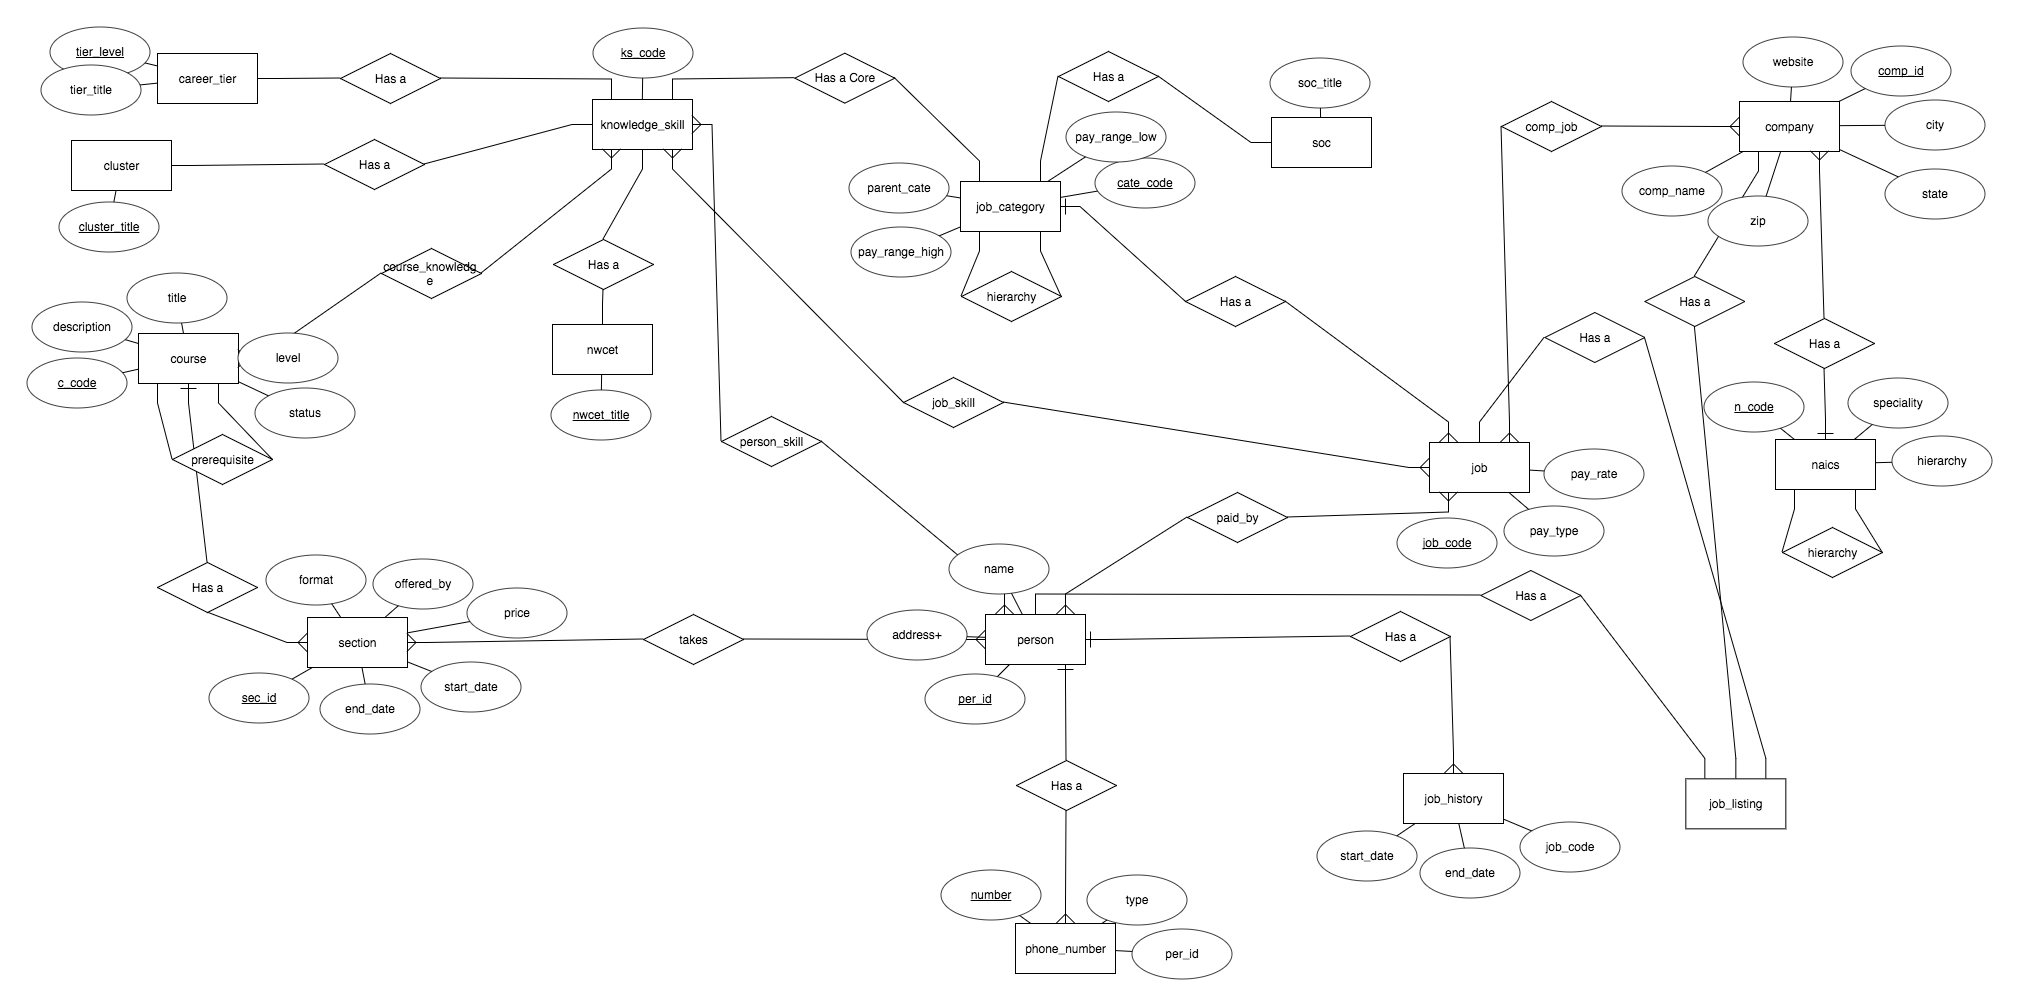 tier_level
ks_code
website
comp_id
career_tier
Has a
Has a Core
Has a
soc_title
tier_title
knowledge_skill
comp_job
company
city
cluster
Has a
pay_range_low
soc
parent_cate
cate_code
comp_name
state
job_category
cluster_title
zip
pay_range_high
course_knowledg
e
Has a
title
hierarchy
Has a
Has a
description
Has a
Has a
course
level
nwcet
c_code
status
nwcet_title
job_skill
n_code
speciality
person_skill
prerequisite
job
pay_rate
naics
hierarchy
paid_by
job_code
pay_type
hierarchy
name
format
offered_by
Has a
Has a
price
section
takes
address+
person
Has a
sec_id
end_date
start_date
per_id
Has a
job_history
job_listing
start_date
end_date
job_code
number
type
phone_number
per_id